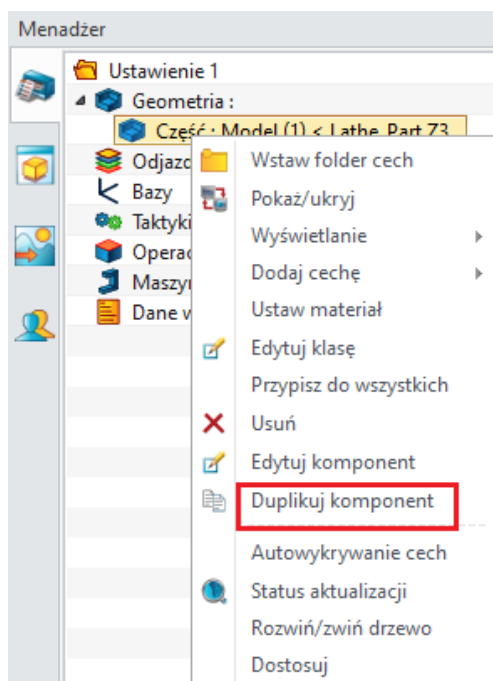 Menadżer
Ustawienie 1
Geometria :
Część : Model (1) < Lathe_Part Z3
Odjazd
Wstaw folder cech
Bazy
Pokaż/ukryj
Taktyki
Wyświetlanie
Operac
Dodaj cechę
Maszyn
Ustaw materiał
Dane w
Edytuj klasę
Przypisz do wszystkich
Usuń
Edytuj komponent
Duplikuj komponent
Autowykrywanie cech
Status aktualizacji
Rozwiń/zwiń drzewo
Dostosuj